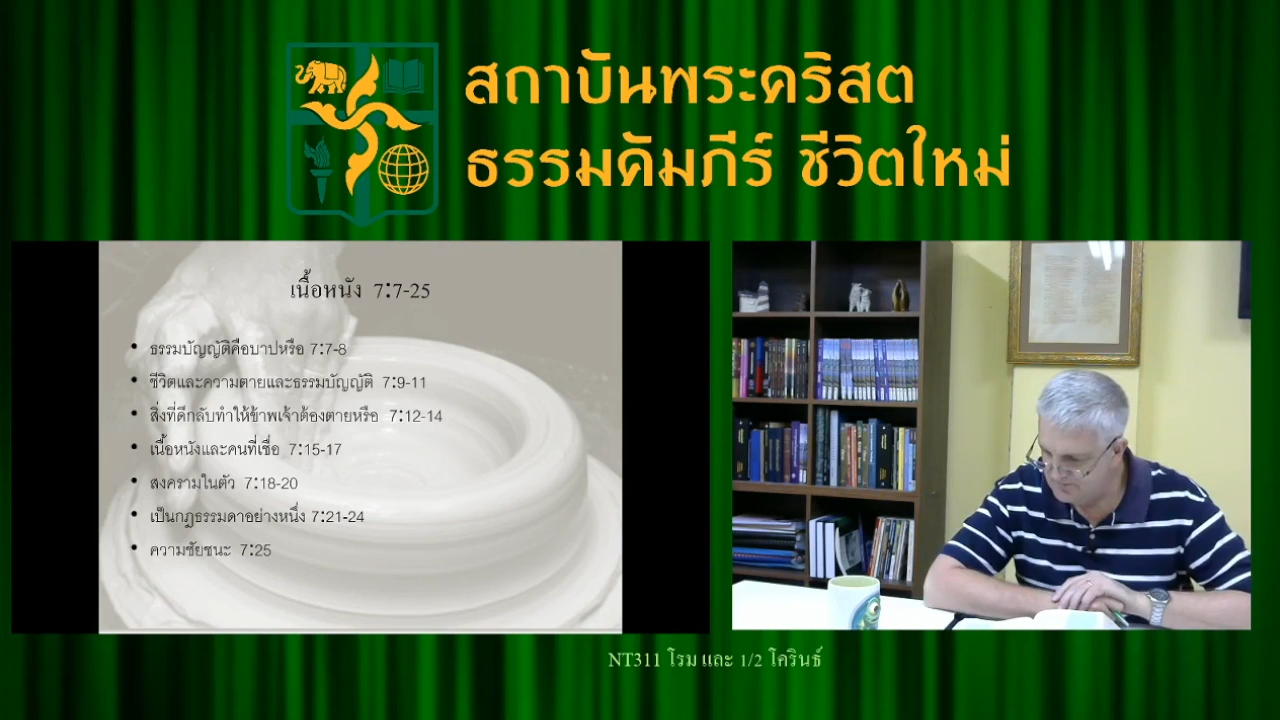 สถาบันพระคริสต
ธรรมคัมภีร์ ชีวิตใหม่
เนื้อหนัง 7:7-25
• ธรรมบัญญัติคือบาปหรือ 7:7-8
• ชีวิตและความตายและธรรมบัญญัติ 7:9-11
• สิ่งที่ดีกลับทำให้ข้าพเจ้าต้องตายหรือ 7:12-14
• เนื้อหนังและคนที่เชื่อ 7:15-17
• สงครามในตัว 7:18-20
• เป็นกฎธรรมดาอย่างหนึ่ง 7:21-24
• ความชัยชนะ 7:25
NT311 โรม และ 1/2 โครินธ์